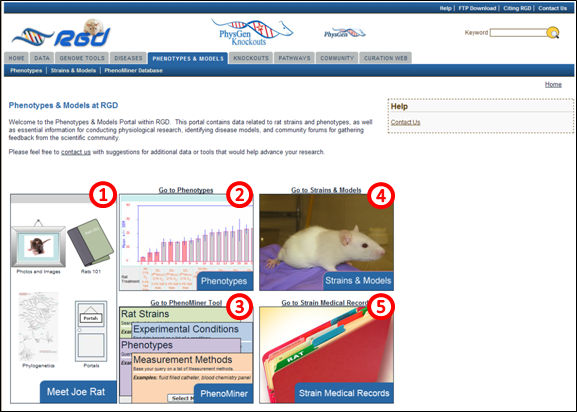 Help | FTP Download | Citing RGD | Contact Us
RGD
PhysGen
Knockouts
PhysGen
Keyword
HOME DATA GENOME TOOLS DISEASES PHENOTYPES & MODELS KNOCKOUTS PATHWAYS COMMUNITY CURATION WEB
Phenotypes | Strains & Models | PhenoMiner Database
Home
Phenotypes & Models at RGD
Help
Contact Us
Welcome to the Phenotypes & Models Portal within RGD. This portal contains data related to rat strains and phenotypes, as well
as essential information for conducting physiological research, identifying disease models, and community forums for gathering
feedback from the scientific community.
Please feel free to contact us with suggestions for additional data or tools that would help advance your research.
1
Photos and Images
Rats 101
Portals
Phylogenetics
Portals
Meet Joe Rat
Go to Phenotypes
2
Rat
Treatment
Phenotypes
Go to Strains & Models
4
Strains & Models
Go to PhenoMiner Tool
3
Rat Strains
Experimental Conditions
Phenotypes
Measurement Methods
Base your query on a list of Measurement methods.
Examples: fluid filled catheter, blood chemistry panel
PhenoMiner
Go to Strain Medical Records
5
RAT
Strain Medical Records